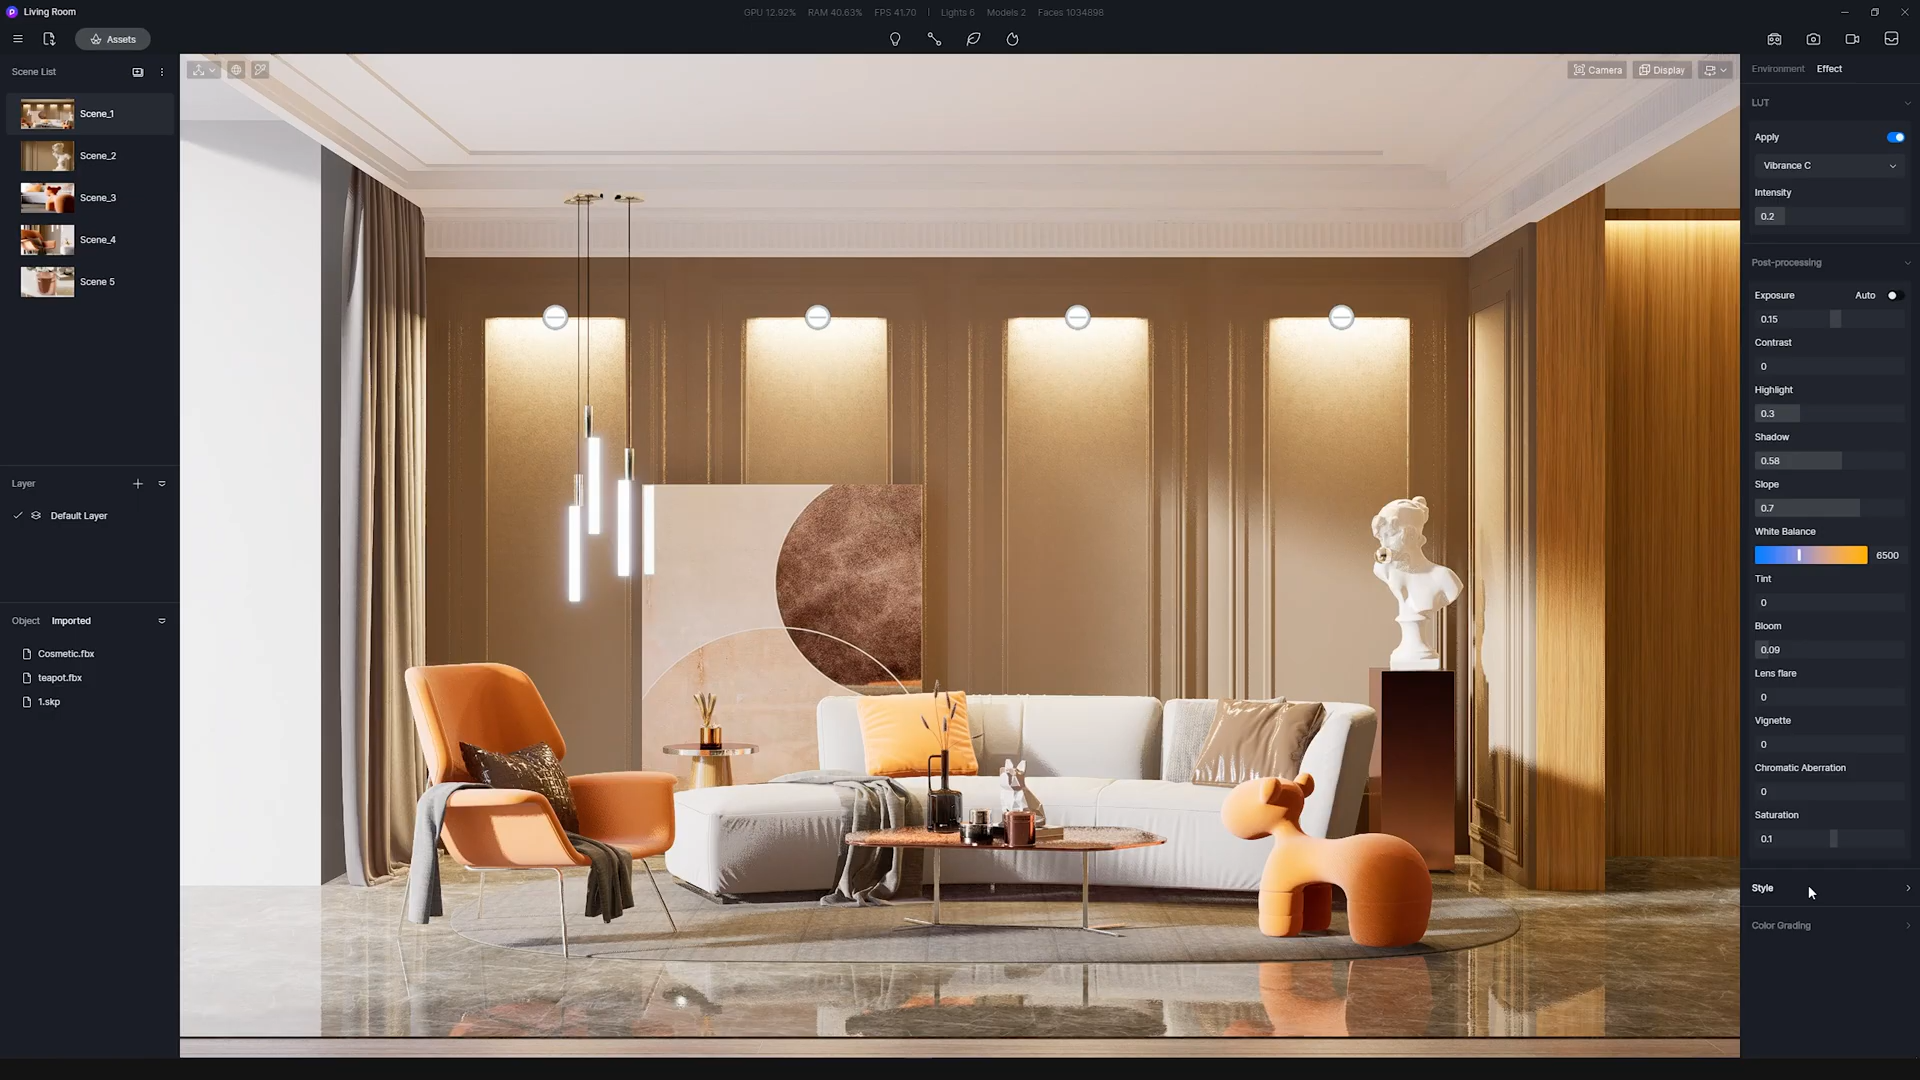 Living Room
GPU 12.92% RAM 40.63% FPS 41.70 Lights 6 Models 2 Faces 1034898
Assets
Scene List
Scene_1
Scene_2
Scene_3
Scene_4
Scene 5
Layer
Default Layer
Object Imported
Cosmetic.fbx
teapot.fbx
1.skp
Camera Display
Environment Effect
LUT
Apply
Vibrance C
Intensity
0.2
Post-processing
Exposure Auto
0.15
Contrast
0
Highlight
0.3
Shadow
0.58
Slope
0.7
White Balance
6500
Tint
0
Bloom
0.09
Lens flare
0
Vignette
0
Chromatic Aberration
0
Saturation
0.1
Style
Color Grading